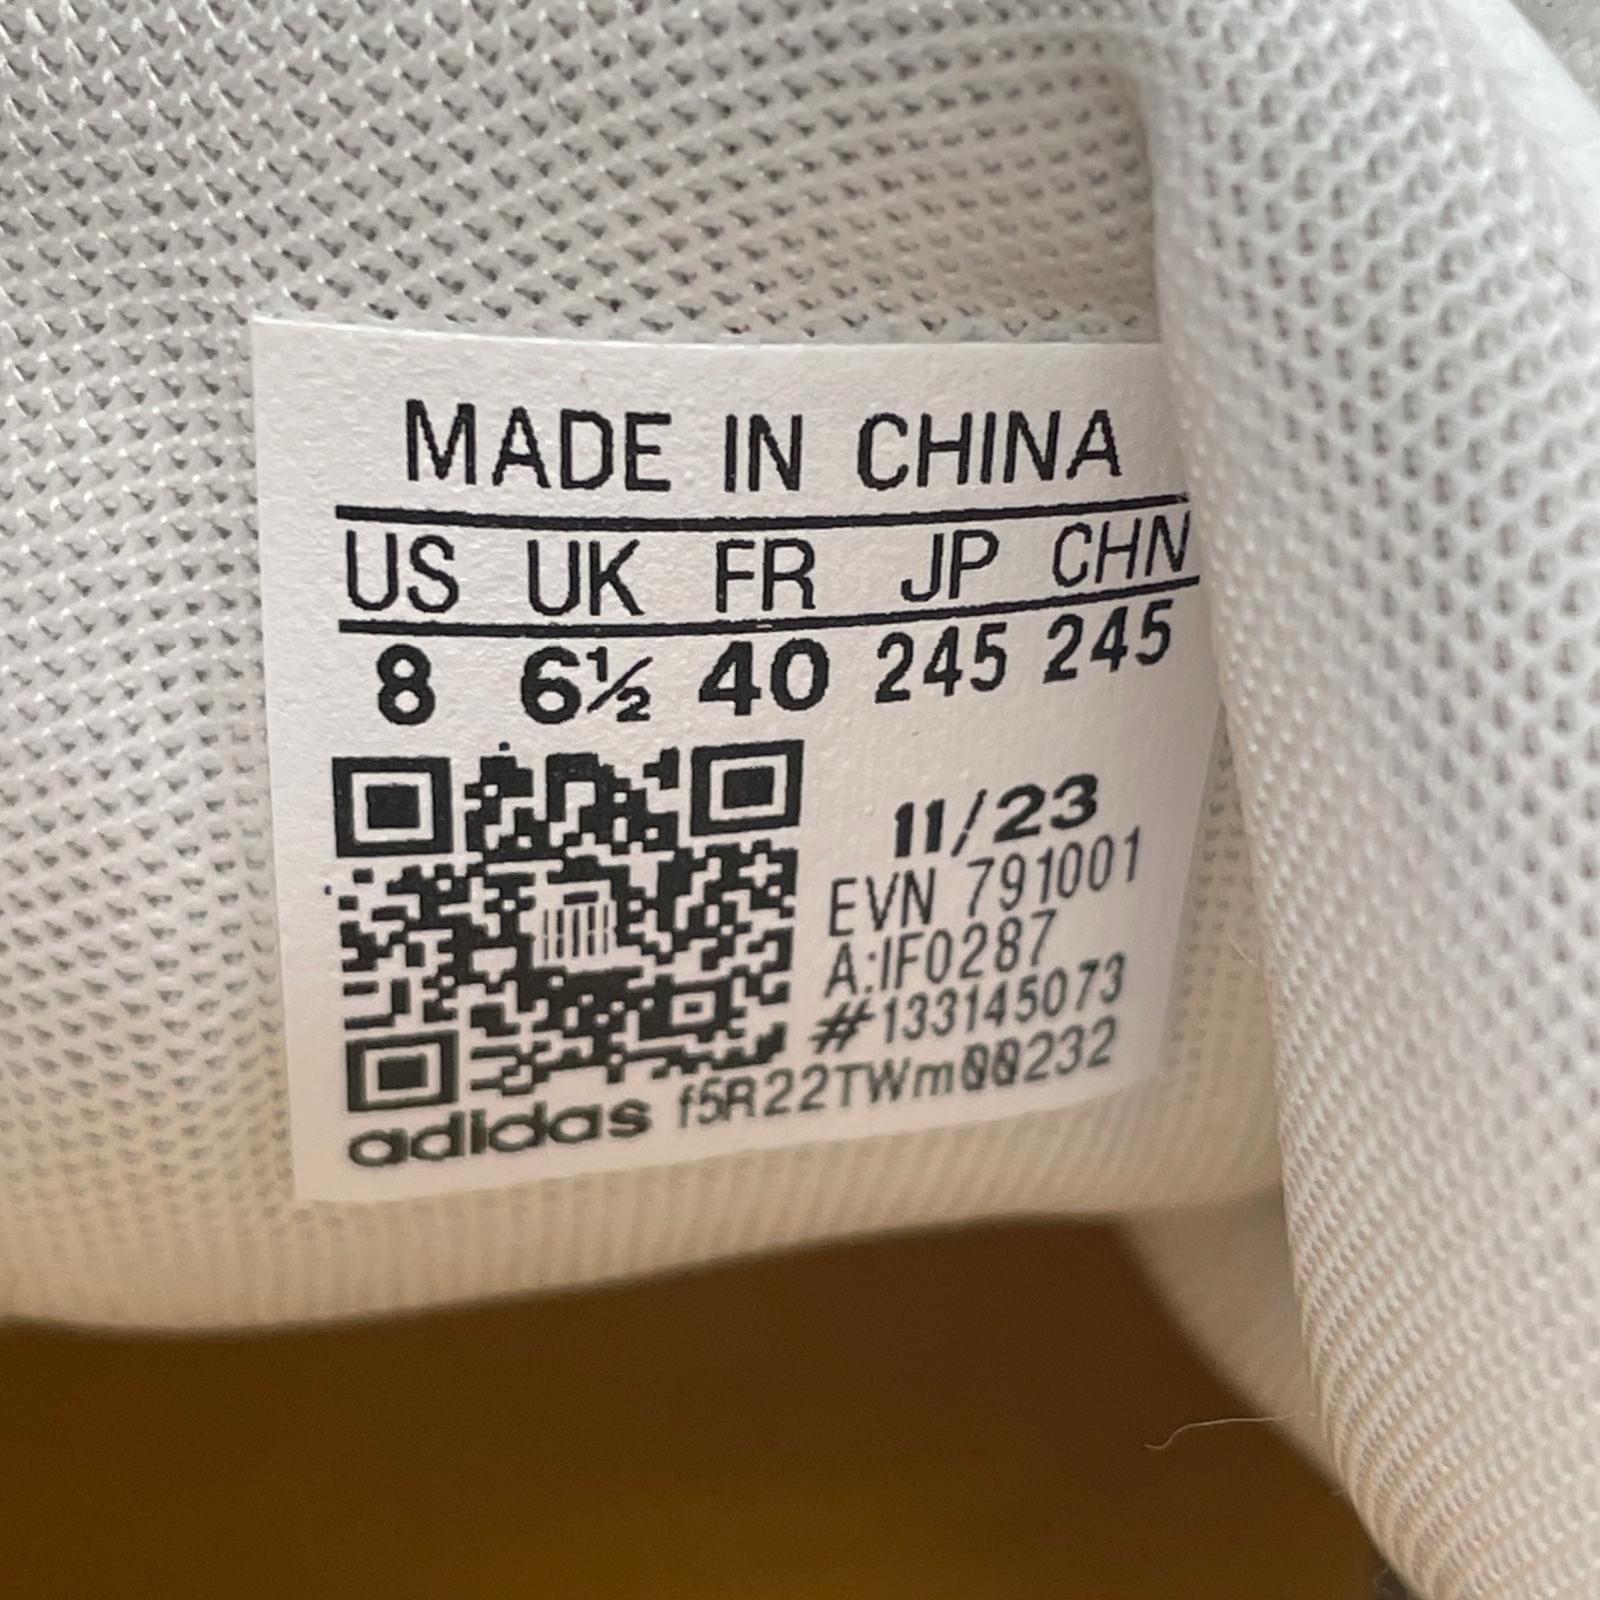 MADE IN CHINA
US UK FR JP CHN
8 6½ 40 245 245
11/23
EVN 791001
A:IF0287
#133145073
adidas f5R22TWm00232